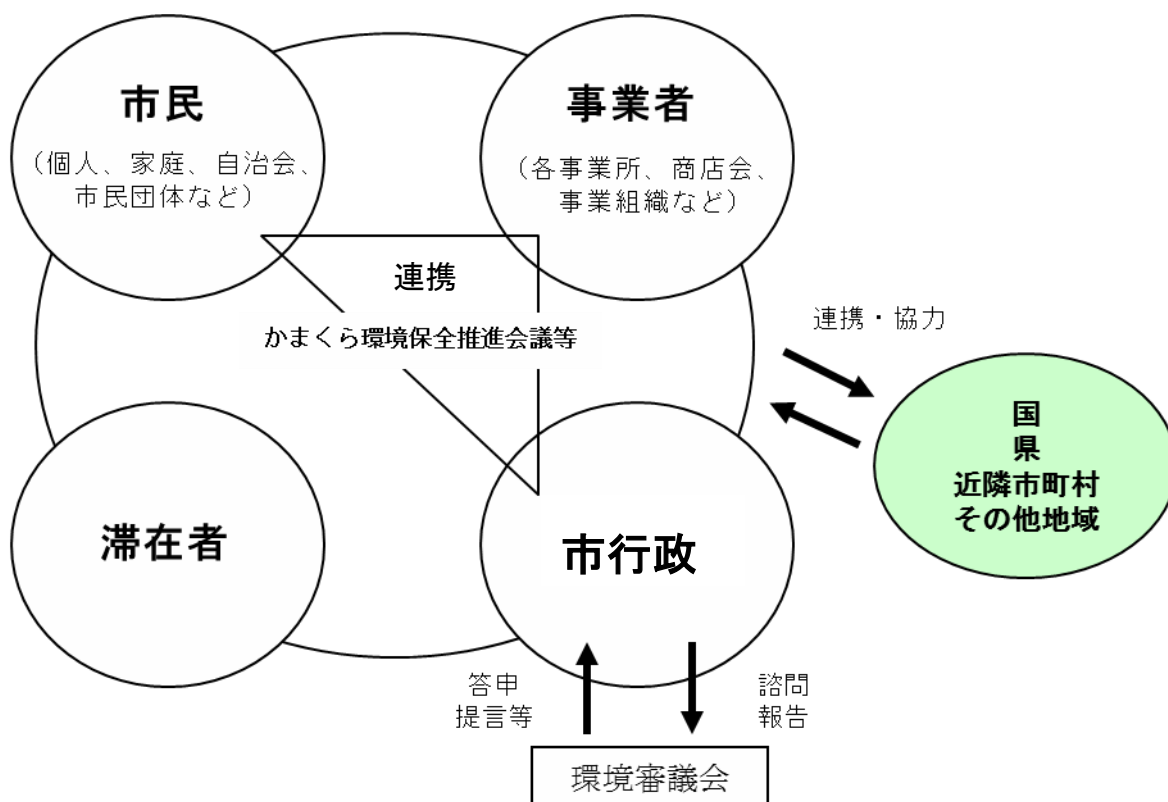 市民
（個人、家庭、自治会、
市民団体など）
事業者
（各事業所、商店会、
事業組織など）
連携
かまくら環境保全推進会議等
連携・協力
国
県
近隣市町村
その他地域
滞在者
市行政
答申
提言等
諮問
報告
環境審議会